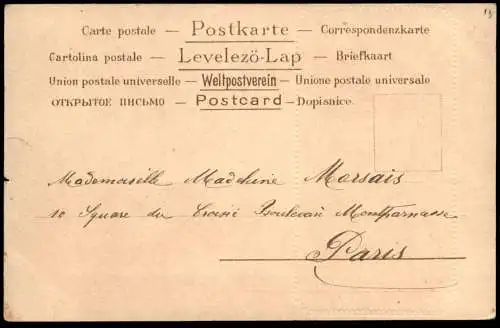 Carte postale — Postkarte — Correspondenzkarte
Cartolina postale — Levelező-Lap — Briefkaart
Union postale universelle — Weltpostverein — Unione postale universale
ОТКРЫТОЕ ПИСЬМО — Postcard — Dopisnice.
Mademoiselle Madeleine Morsais
10 Square du Croisic Boulevard Montparnasse
Paris